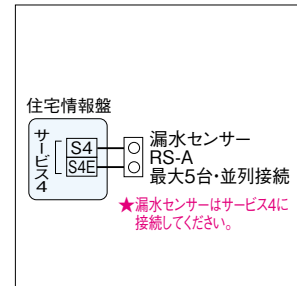 住宅情報盤
サービス4
S4
S4E
漏水センサー
RS-A
最大5台・並列接続
★漏水センサーはサービス4に
接続してください。